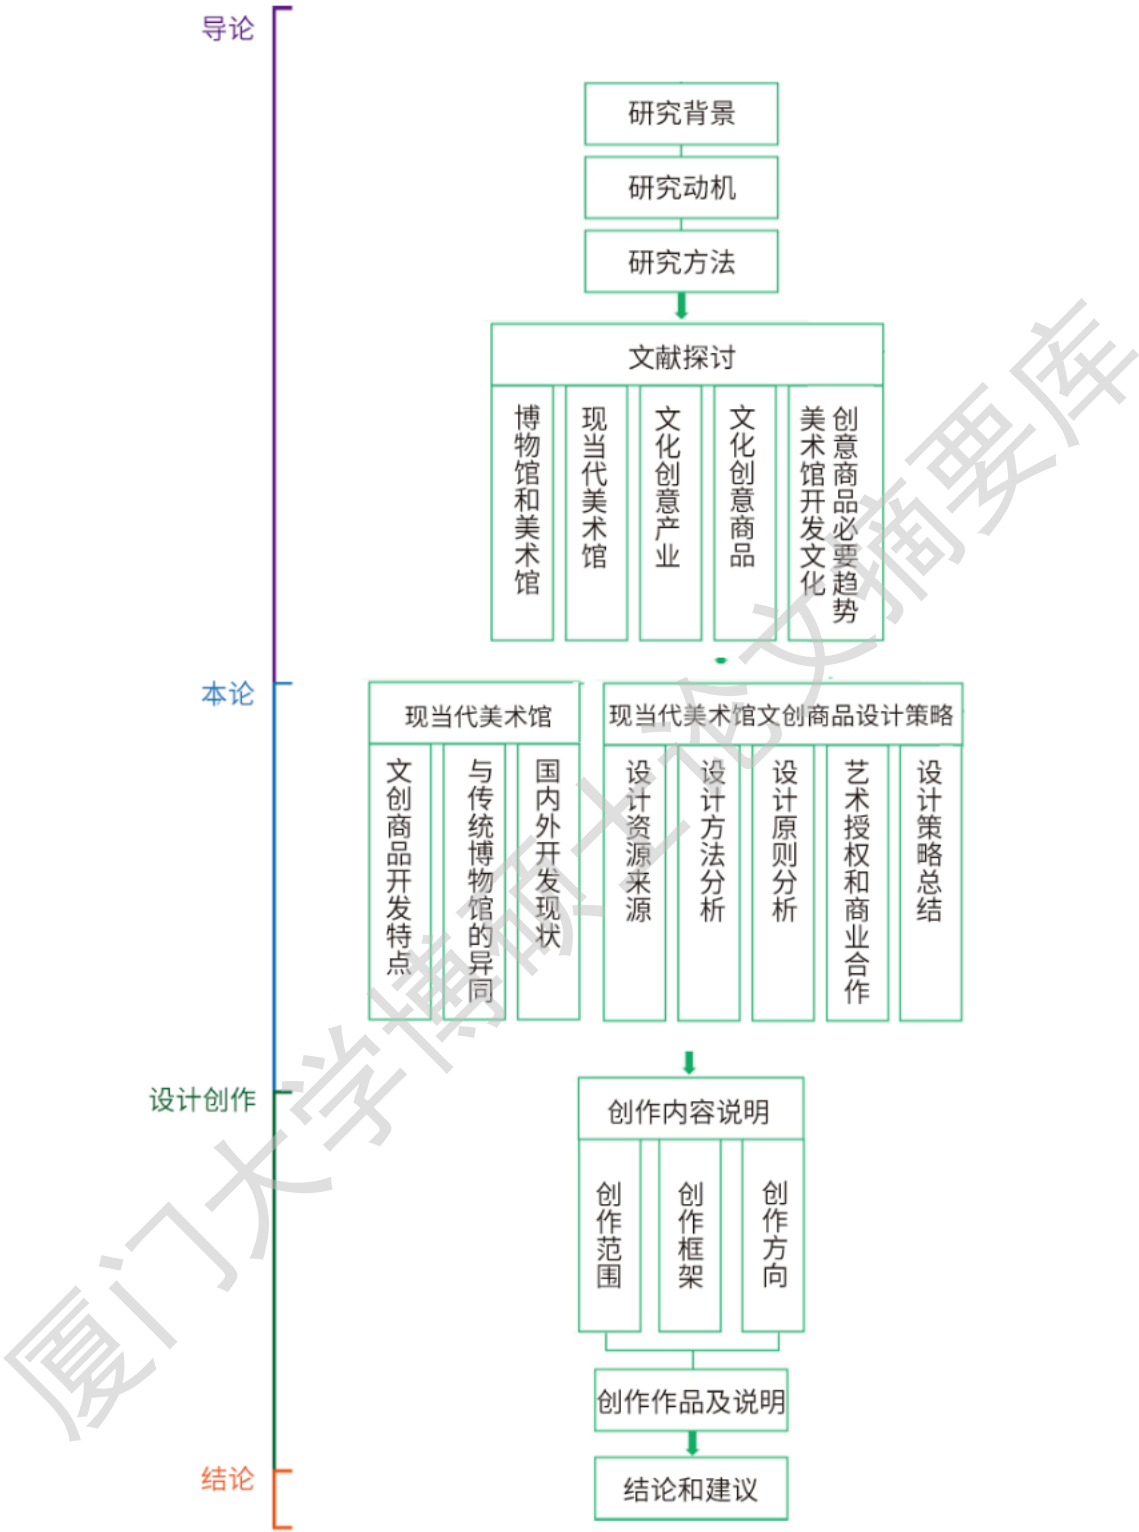 导论
研究背景
研究动机
研究方法
文献探讨
博物馆和美术馆
现当代美术馆
文化创意产业
文化创意商品
美术馆开发文化
创意商品必要趋势
本论
现当代美术馆
文创商品开发特点
与传统博物馆的异同
国内外开发现状
现当代美术馆文创商品设计策略
设计资源来源
设计方法分析
设计原则分析
艺术授权和商业合作
设计策略总结
设计创作
创作内容说明
创作范围
创作框架
创作方向
创作作品及说明
结论
结论和建议
厦门大学博硕士论文摘要库